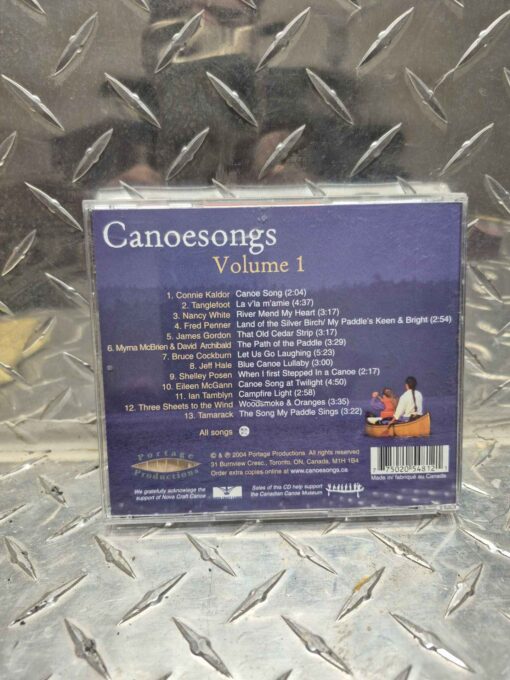 Canoesongs
Volume 1
1. Connie Kaldor Canoe Song (2:04)
2. Tanglefoot La v'la m'amie (4:37)
3. Nancy White River Mend My Heart (3:17)
4. Fred Penner Land of the Silver Birch/ My Paddle's Keen & Bright (2:54)
5. James Gordon That Old Cedar Strip (3:17)
6. Myrna McBrien & David Archibald The Path of the Paddle (3:29)
7. Bruce Cockburn Let Us Go Laughing (5:23)
8. Jeff Hale Blue Canoe Lullaby (3:00)
9. Shelley Posen When I first Stepped In a Canoe (2:17)
10. Eileen McGann Canoe Song at Twilight (4:50)
11. Ian Tamblyn Campfire Light (2:58)
12. Three Sheets to the Wind Woodsmoke & Oranges (3:35)
13. Tamarack The Song My Paddle Sings (3:22)
All songs
Portage
Productions
© & ℗ 2004 Portage Productions. All rights reserved
31 Burnview Cresc., Toronto, ON, Canada, M1H 1B4
Order extra copies online at www.canoesongs.ca
7 75020 54812
Made in/ fabriqué au Canada
We gratefully acknowledge the
support of Nova Craft Canoe
Sales of this CD help support
the Canadian Canoe Museum